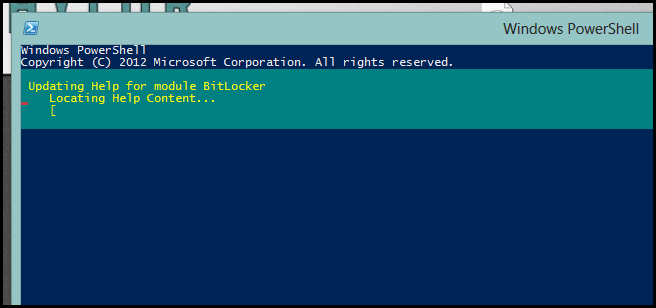 Windows PowerShell
Windows PowerShell
Copyright (C) 2012 Microsoft Corporation. All rights reserved.
Updating Help for module BitLocker
Locating Help Content...
[